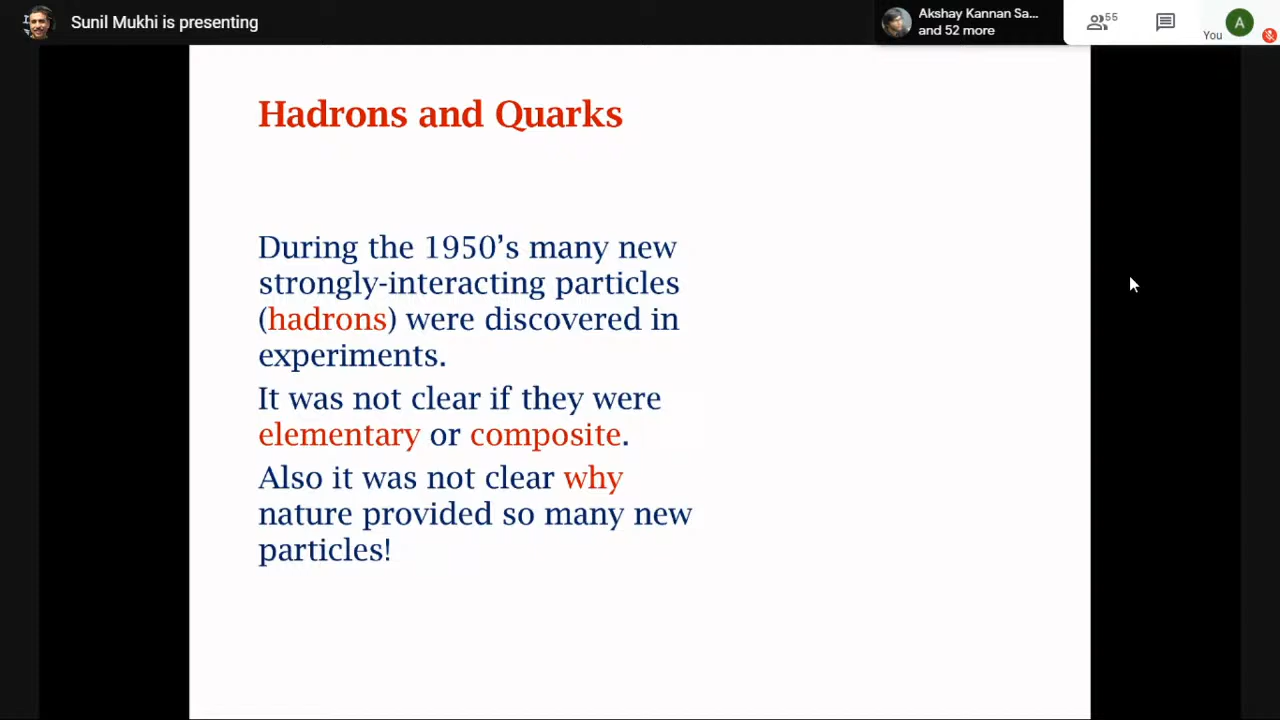 Sunil Mukhi is presenting
Akshay Kannan Sa...
and 52 more
55
You
A
Hadrons and Quarks
During the 1950's many new
strongly-interacting particles
(hadrons) were discovered in
experiments.
It was not clear if they were
elementary or composite.
Also it was not clear why
nature provided so many new
particles!